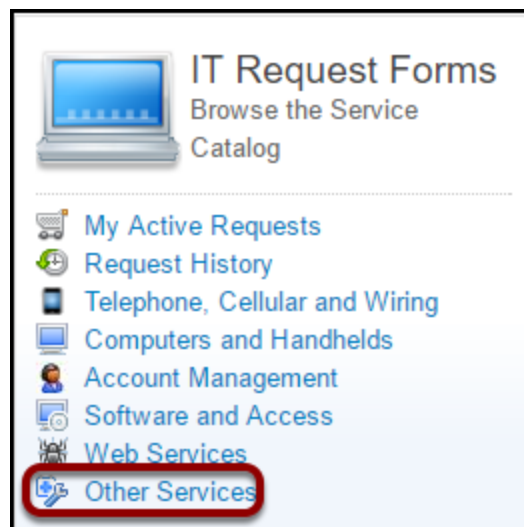 IT Request Forms
Browse the Service
Catalog
My Active Requests
Request History
Telephone, Cellular and Wiring
Computers and Handhelds
Account Management
Software and Access
Web Services
Other Services